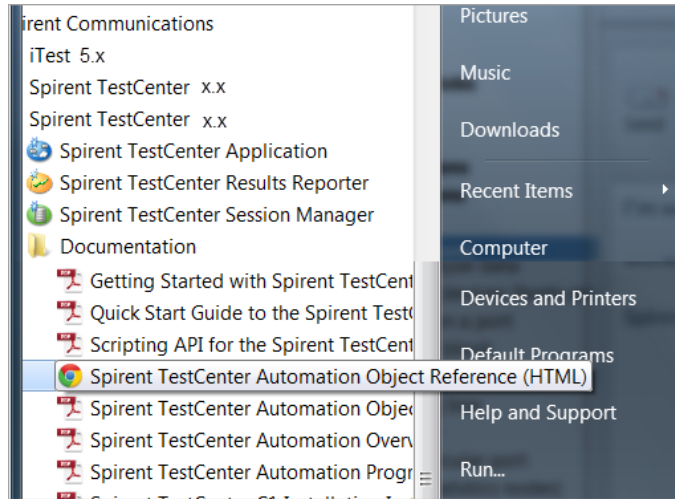 irent Communications
iTest 5.x
Spirent TestCenter x.x
Spirent TestCenter x.x
Spirent TestCenter Application
Spirent TestCenter Results Reporter
Spirent TestCenter Session Manager
Documentation
Getting Started with Spirent TestCent
Quick Start Guide to the Spirent Test
Scripting API for the Spirent TestCent
Spirent TestCenter Automation Object Reference (HTML)
Spirent TestCenter Automation Objec
Spirent TestCenter Automation Overv
Spirent TestCenter Automation Progr
Pictures
Music
Downloads
Recent Items
Computer
Devices and Printers
Default Programs
Help and Support
Run...